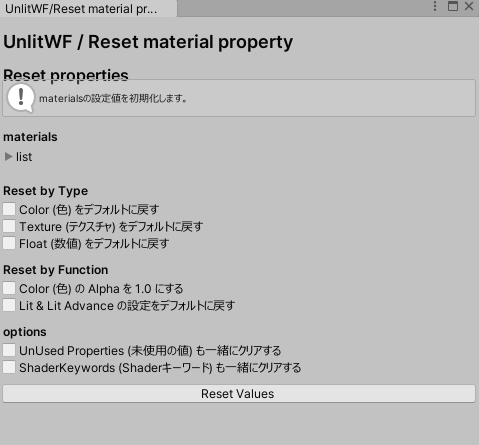 UnlitWF/Reset material pr...
UnlitWF / Reset material property
Reset properties
materialsの設定値を初期化します。
materials
list
Reset by Type
Color (色) をデフォルトに戻す
Texture (テクスチャ) をデフォルトに戻す
Float (数値) をデフォルトに戻す
Reset by Function
Color (色) の Alpha を 1.0 にする
Lit & Lit Advance の設定をデフォルトに戻す
options
UnUsed Properties (未使用の値) も一緒にクリアする
ShaderKeywords (Shaderキーワード) も一緒にクリアする
Reset Values